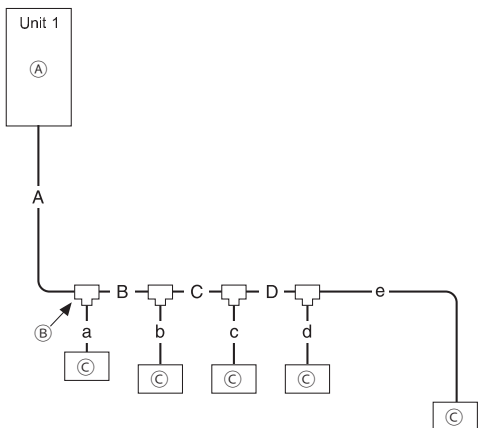 Unit 1
Ⓐ
A
B C D e
Ⓑ a b c d
Ⓒ Ⓒ Ⓒ Ⓒ
Ⓒ